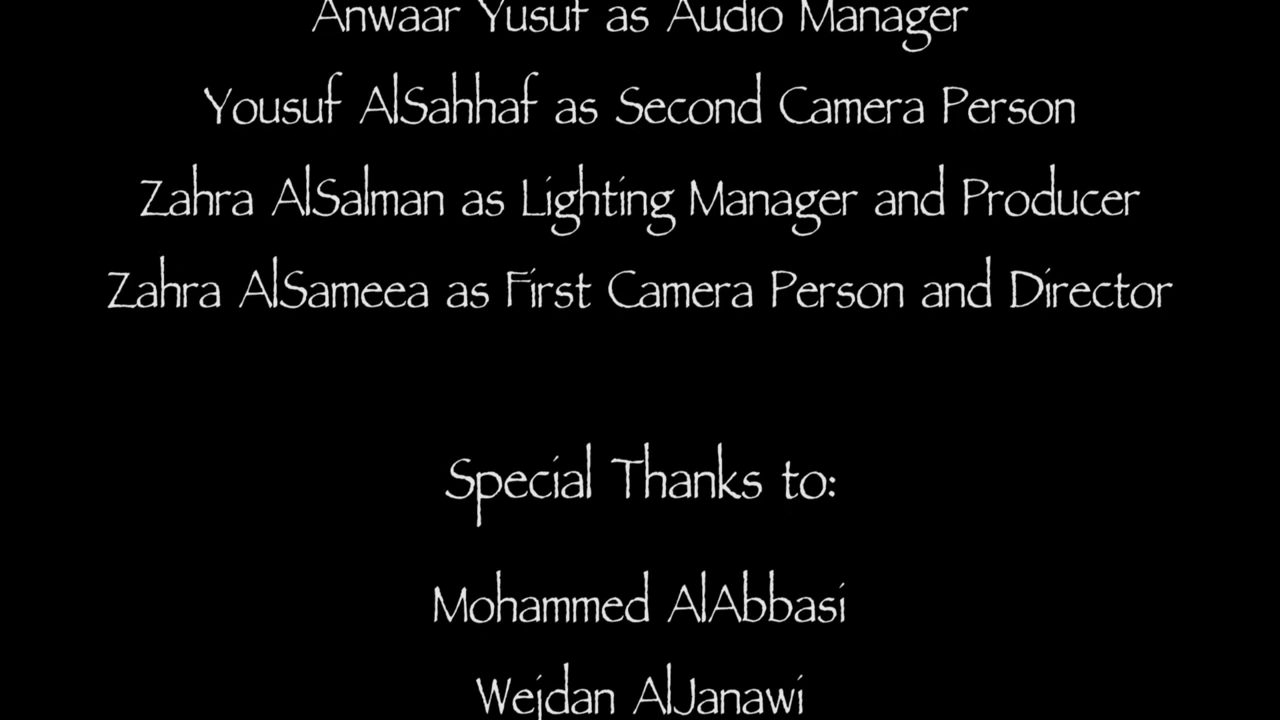 Anwaar Yusuf as Audio Manager
Yousuf AlSahhaf as Second Camera Person
Zahra AlSalman as Lighting Manager and Producer
Zahra AlSameea as First Camera Person and Director
Special Thanks to:
Mohammed AlAbbasi
Wejdan AlJanawi